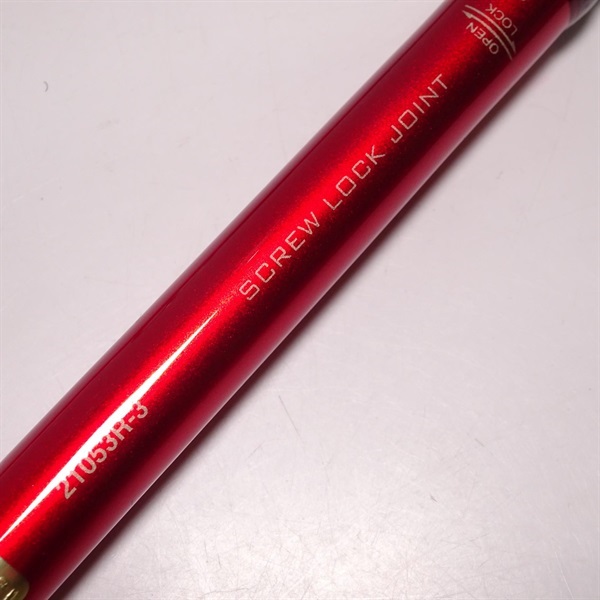 LOCK
OPEN
SCREW LOCK JOINT
21053R-3